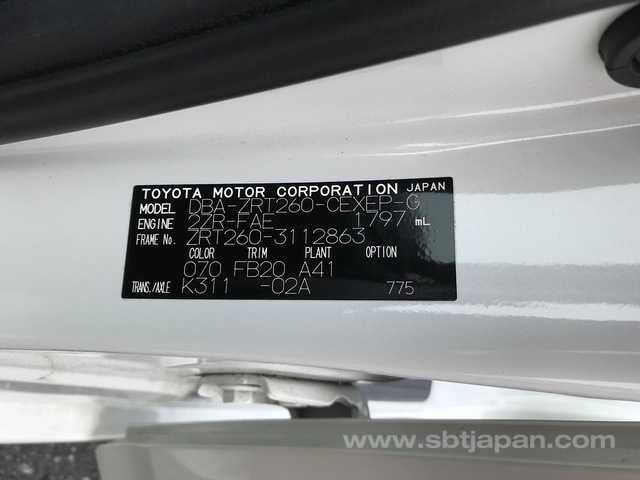 TOYOTA MOTOR CORPORATION JAPAN
MODEL DBA-ZRT260-CEXEP-G
ENGINE 2ZR-FAE 1797 mL
FRAME No. ZRT260-3112863
COLOR TRIM PLANT OPTION
070 FB20 A41
TRANS./AXLE K311 -02A 775
www.sbtjapan.com